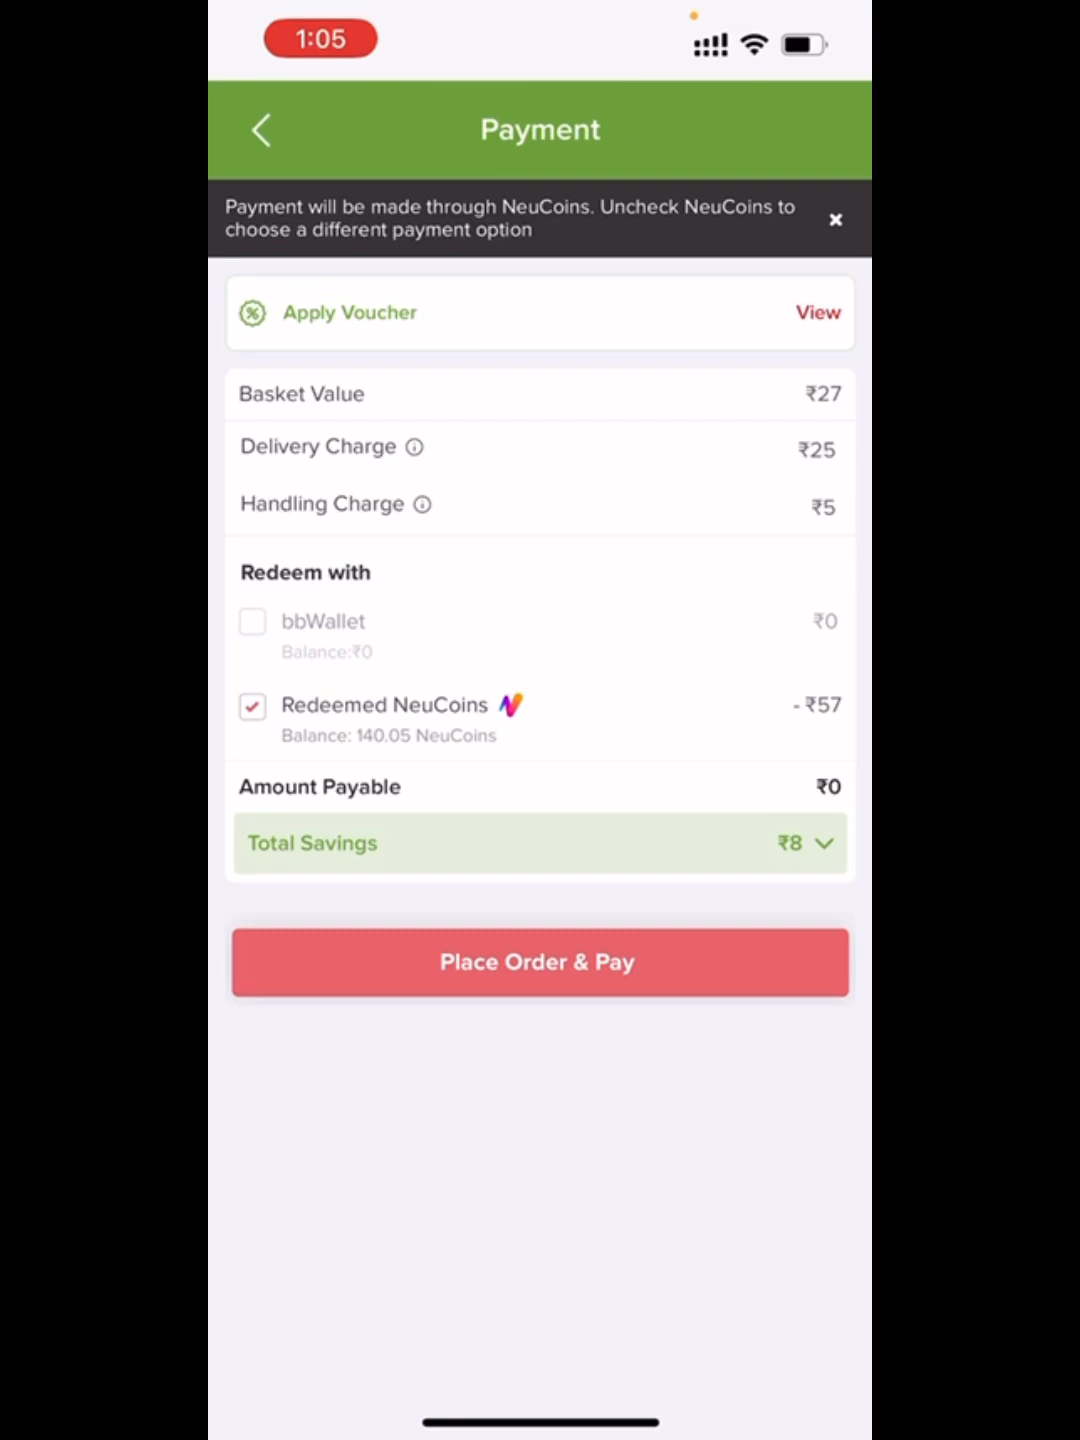 1:05
Payment
Payment will be made through NeuCoins. Uncheck NeuCoins to
choose a different payment option
Apply Voucher View
Basket Value ₹27
Delivery Charge ₹25
Handling Charge ₹5
Redeem with
bbWallet ₹0
Balance:₹0
Redeemed NeuCoins - ₹57
Balance: 140.05 NeuCoins
Amount Payable ₹0
Total Savings ₹8
Place Order & Pay